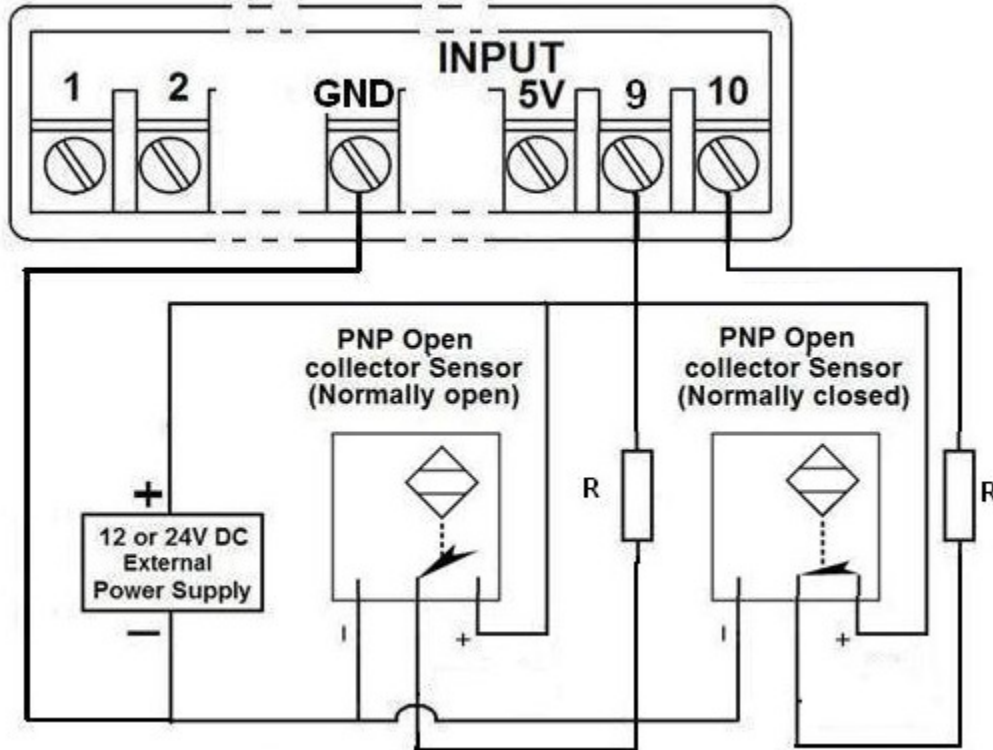 INPUT
1 2 GND 5V 9 10
PNP Open
collector Sensor
(Normally open)
PNP Open
collector Sensor
(Normally closed)
R
R
+
12 or 24V DC
External
Power Supply
−
− +
− +